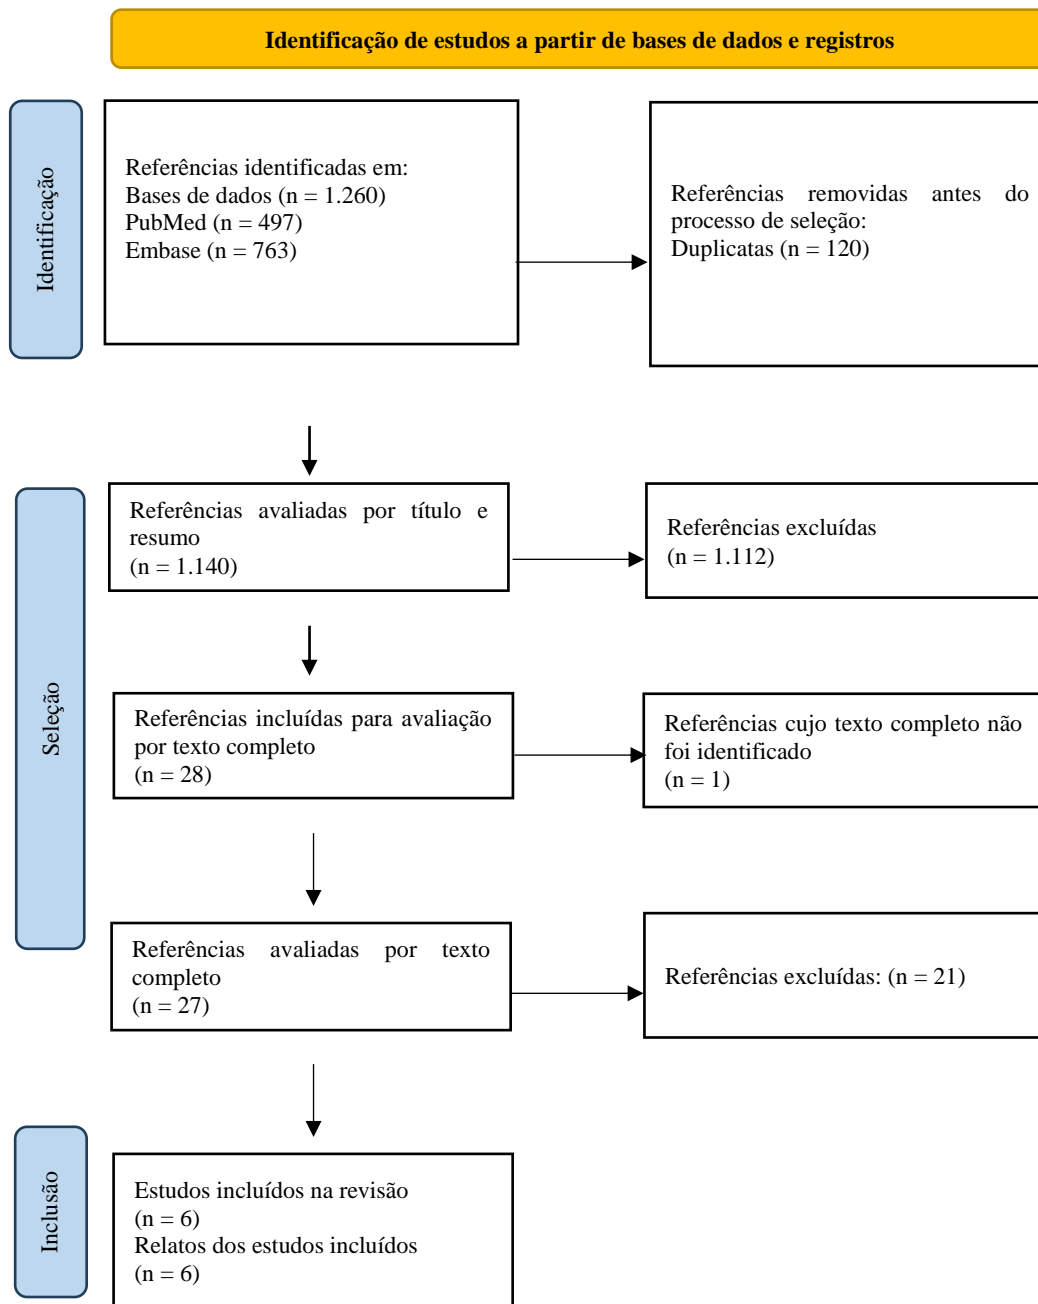 Identificação de estudos a partir de bases de dados e registros
Identificação
Referências identificadas em:
Bases de dados (n = 1.260)
PubMed (n = 497)
Embase (n = 763)
Referências removidas antes do
processo de seleção:
Duplicatas (n = 120)
Seleção
Referências avaliadas por título e
resumo
(n = 1.140)
Referências excluídas
(n = 1.112)
Referências incluídas para avaliação
por texto completo
(n = 28)
Referências cujo texto completo não
foi identificado
(n = 1)
Referências avaliadas por texto
completo
(n = 27)
Referências excluídas: (n = 21)
Inclusão
Estudos incluídos na revisão
(n = 6)
Relatos dos estudos incluídos
(n = 6)